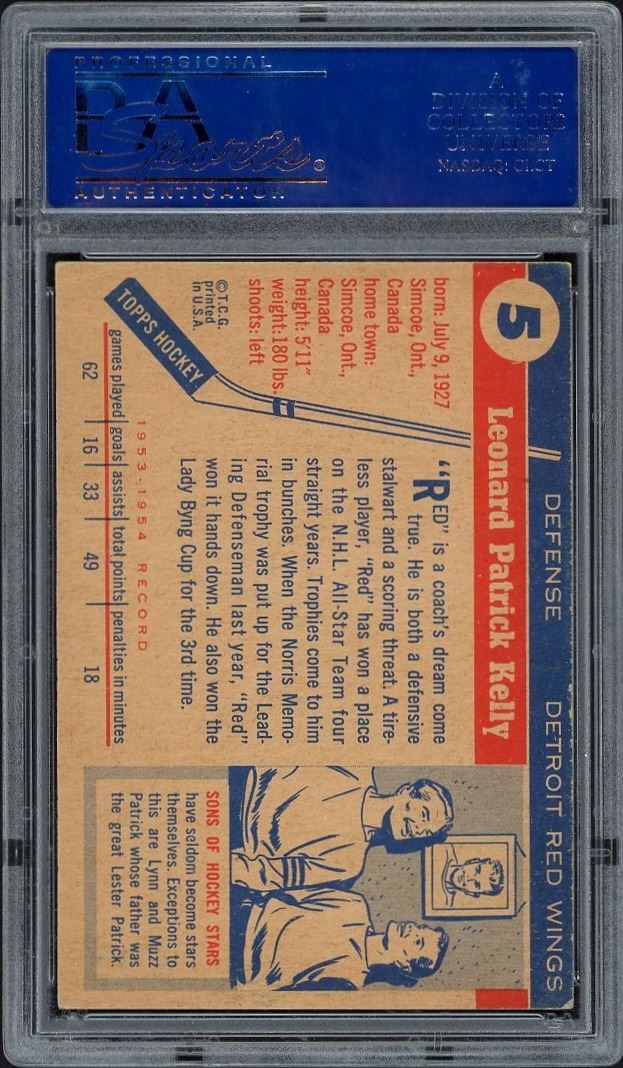 PROFESSIONAL
PSA
Sports®
AUTHENTICATOR
A
DIVISION OF
COLLECTORS
UNIVERSE
NASDAQ: CLCT
DEFENSE DETROIT RED WINGS
5
Leonard Patrick Kelly
born: July 9, 1927
Simcoe, Ont.,
Canada
home town:
Simcoe, Ont.,
Canada
height: 5'11"
weight: 180 lbs.
shoots: left
© T.C.G.
printed
in U.S.A.
TOPPS HOCKEY
"RED" is a coach's dream come
true. He is both a defensive
stalwart and a scoring threat. A tire-
less player, "Red" has won a place
on the N.H.L. All-Star Team four
straight years. Trophies come to him
in bunches. When the Norris Memo-
rial trophy was put up for the Lead-
ing Defenseman last year, "Red"
won it hands down. He also won the
Lady Byng Cup for the 3rd time.
1953-1954 RECORD
games played goals assists total points penalties in minutes
62 16 33 49 18
SONS OF HOCKEY STARS
have seldom become stars
themselves. Exceptions to
this are Lynn and Muzz
Patrick whose father was
the great Lester Patrick.